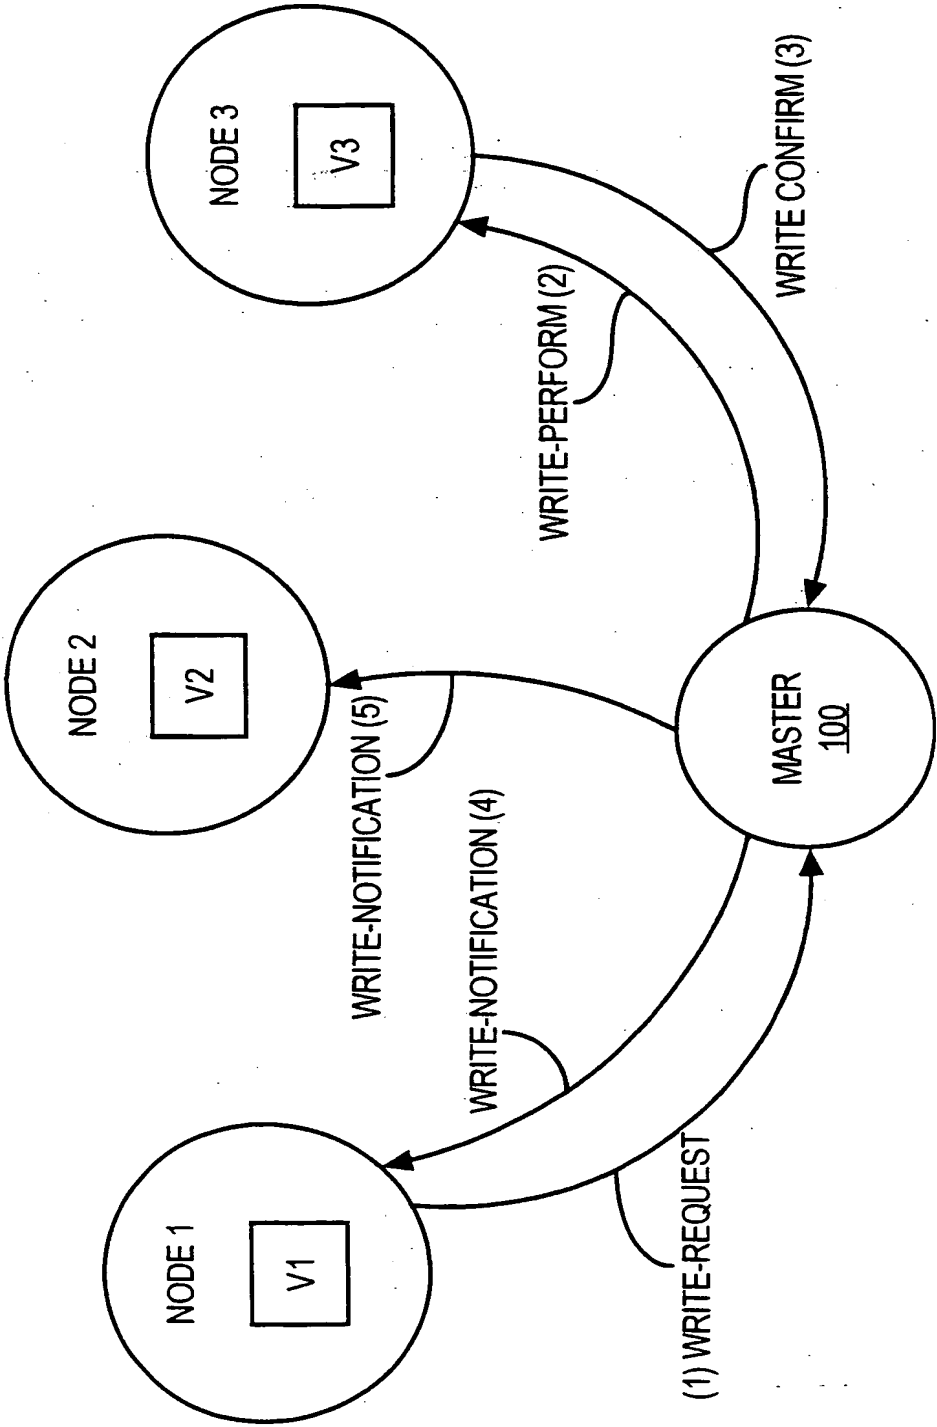 NODE 1
V1
NODE 2
V2
NODE 3
V3
WRITE-NOTIFICATION (5)
WRITE-PERFORM (2)
WRITE-NOTIFICATION (4)
(1) WRITE-REQUEST
MASTER
100
WRITE CONFIRM (3)